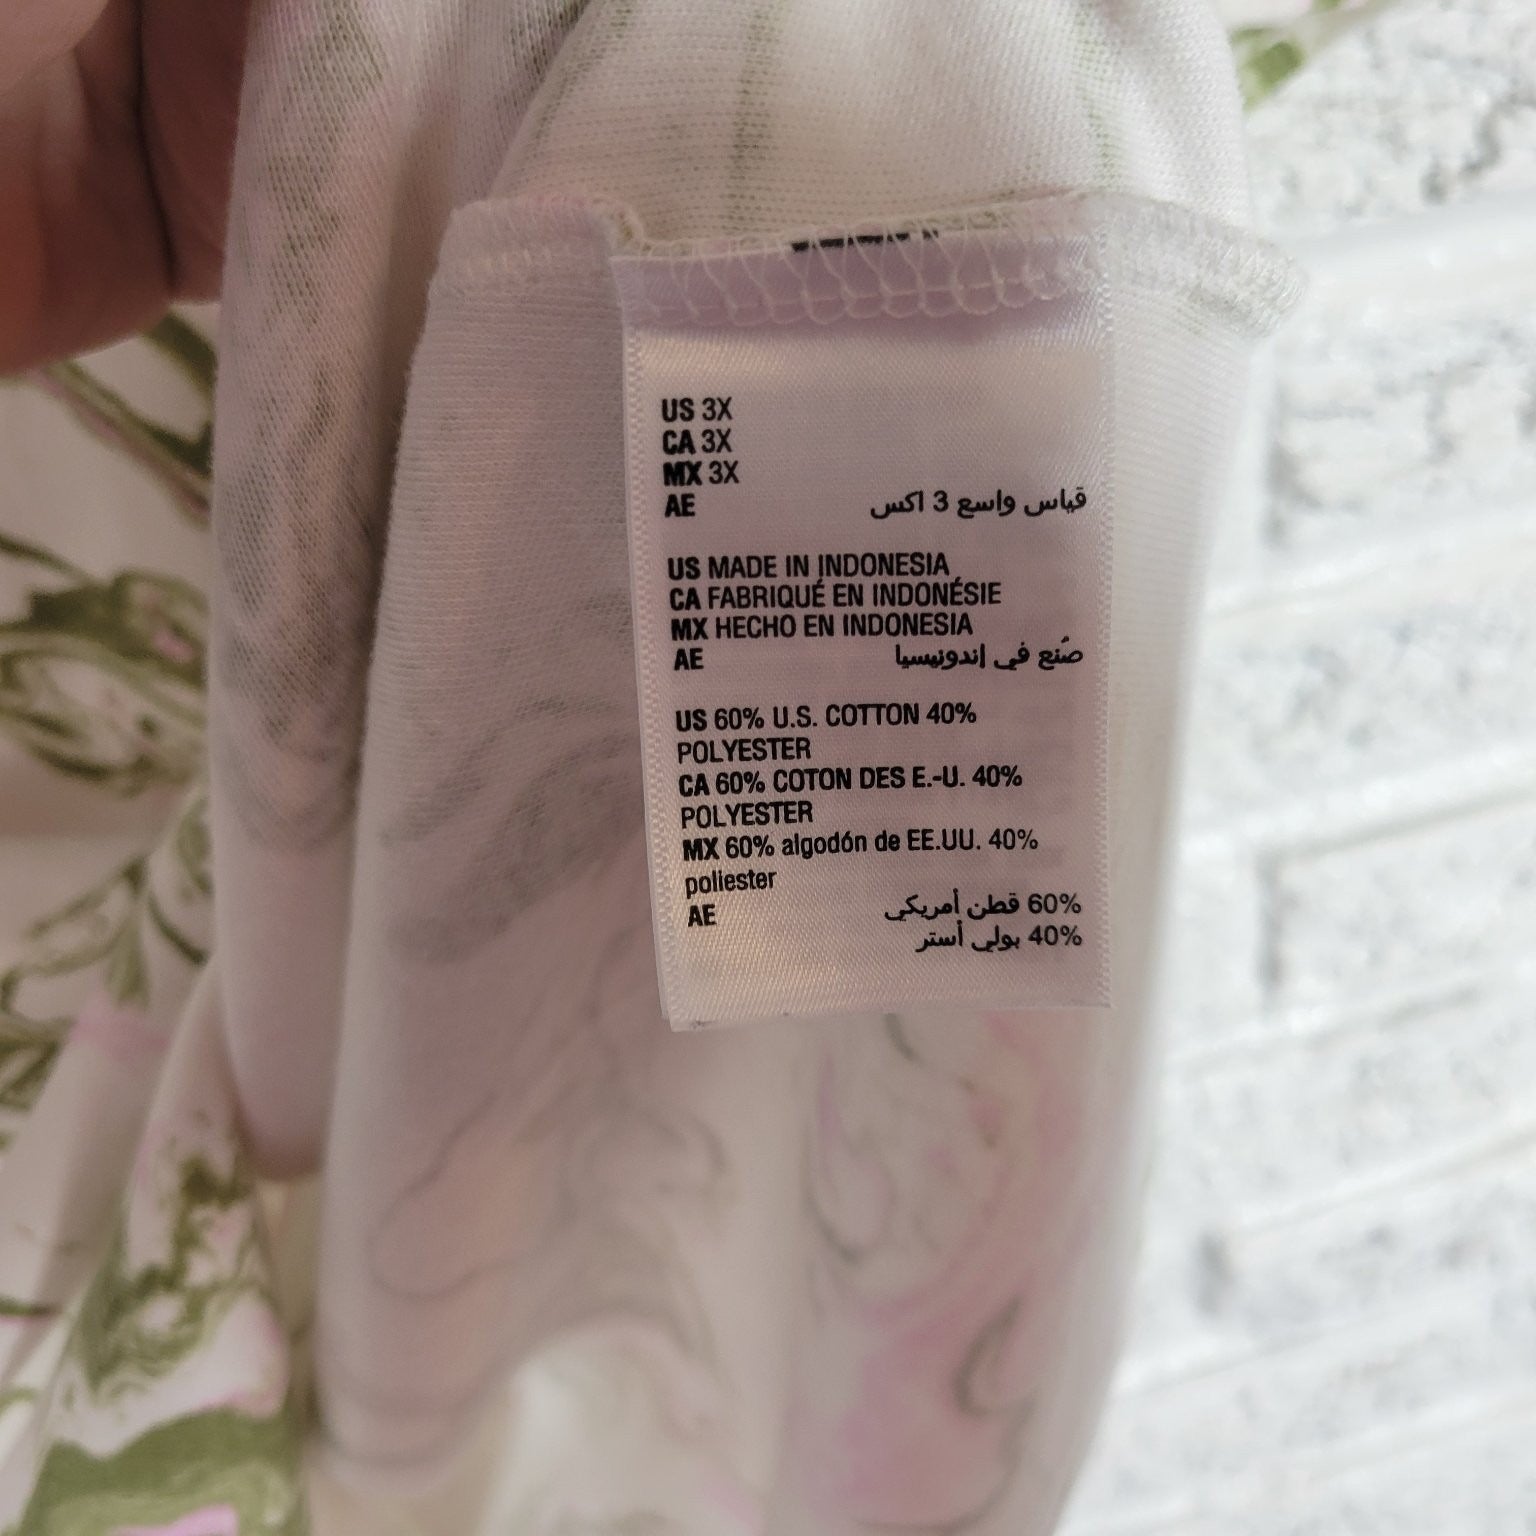 US 3X
CA 3X
MX 3X
AE قياس واسع 3 اكس
US MADE IN INDONESIA
CA FABRIQUÉ EN INDONÉSIE
MX HECHO EN INDONESIA
AE صُنع في إندونيسيا
US 60% U.S. COTTON 40%
POLYESTER
CA 60% COTON DES E.-U. 40%
POLYESTER
MX 60% algodón de EE.UU. 40%
poliester
AE 60% قطن أمريكي
40% بولي أستر